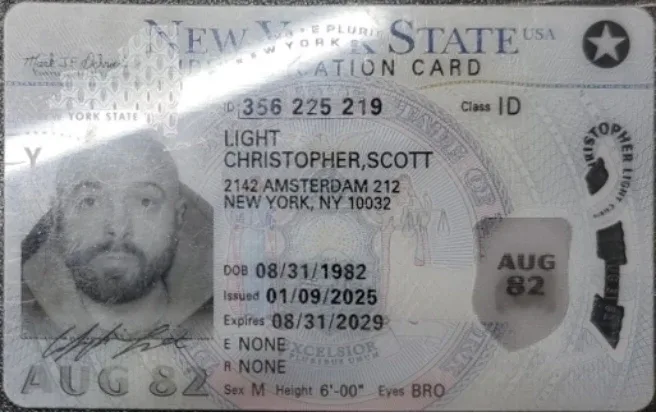 NEW YORK STATE USA
IDENTIFICATION CARD
YORK STATE
ID 356 225 219 Class ID
LIGHT
CHRISTOPHER,SCOTT
2142 AMSTERDAM 212
NEW YORK, NY 10032
DOB 08/31/1982
Issued 01/09/2025
Expires 08/31/2029
E NONE
R NONE
Sex M Height 6'-00" Eyes BRO
AUG 82
AUG
82
EXCELSIOR